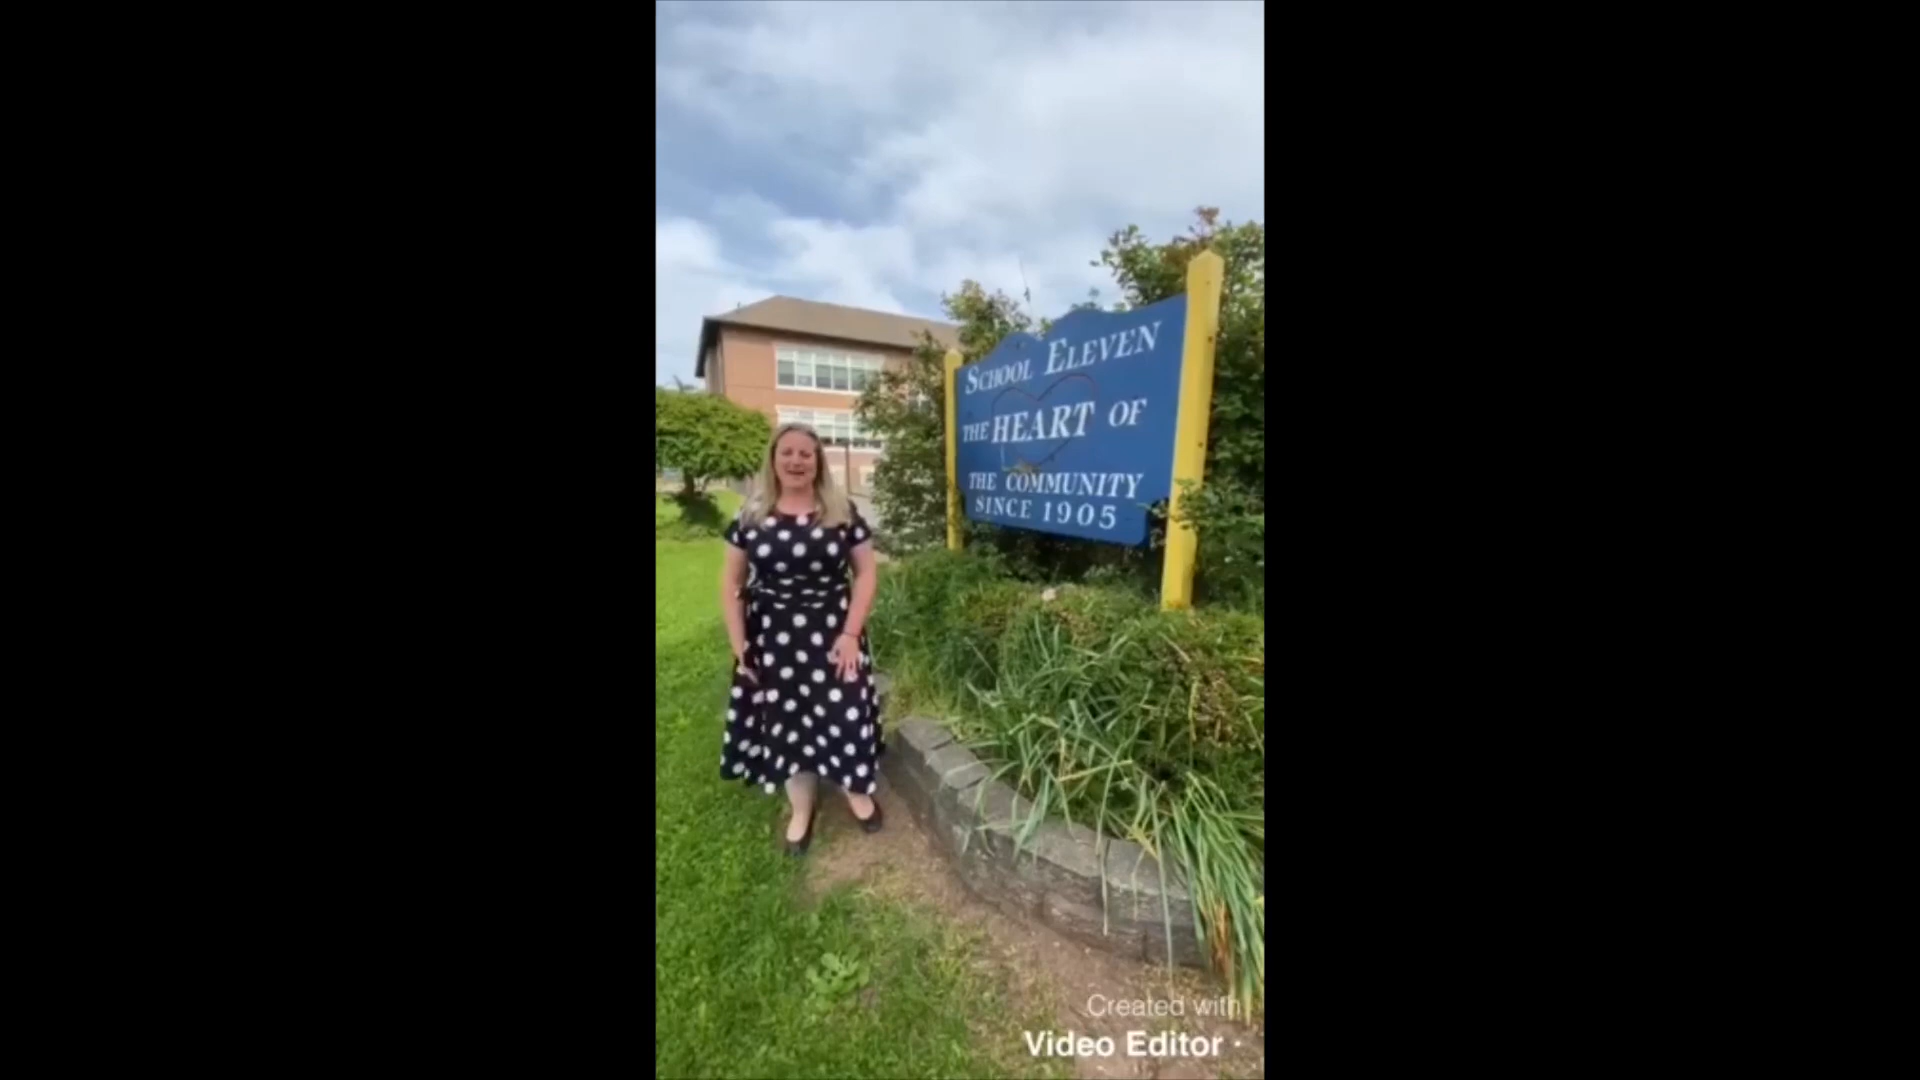 SCHOOL ELEVEN
THE HEART OF
THE COMMUNITY
SINCE 1905
Created with
Video Editor ·